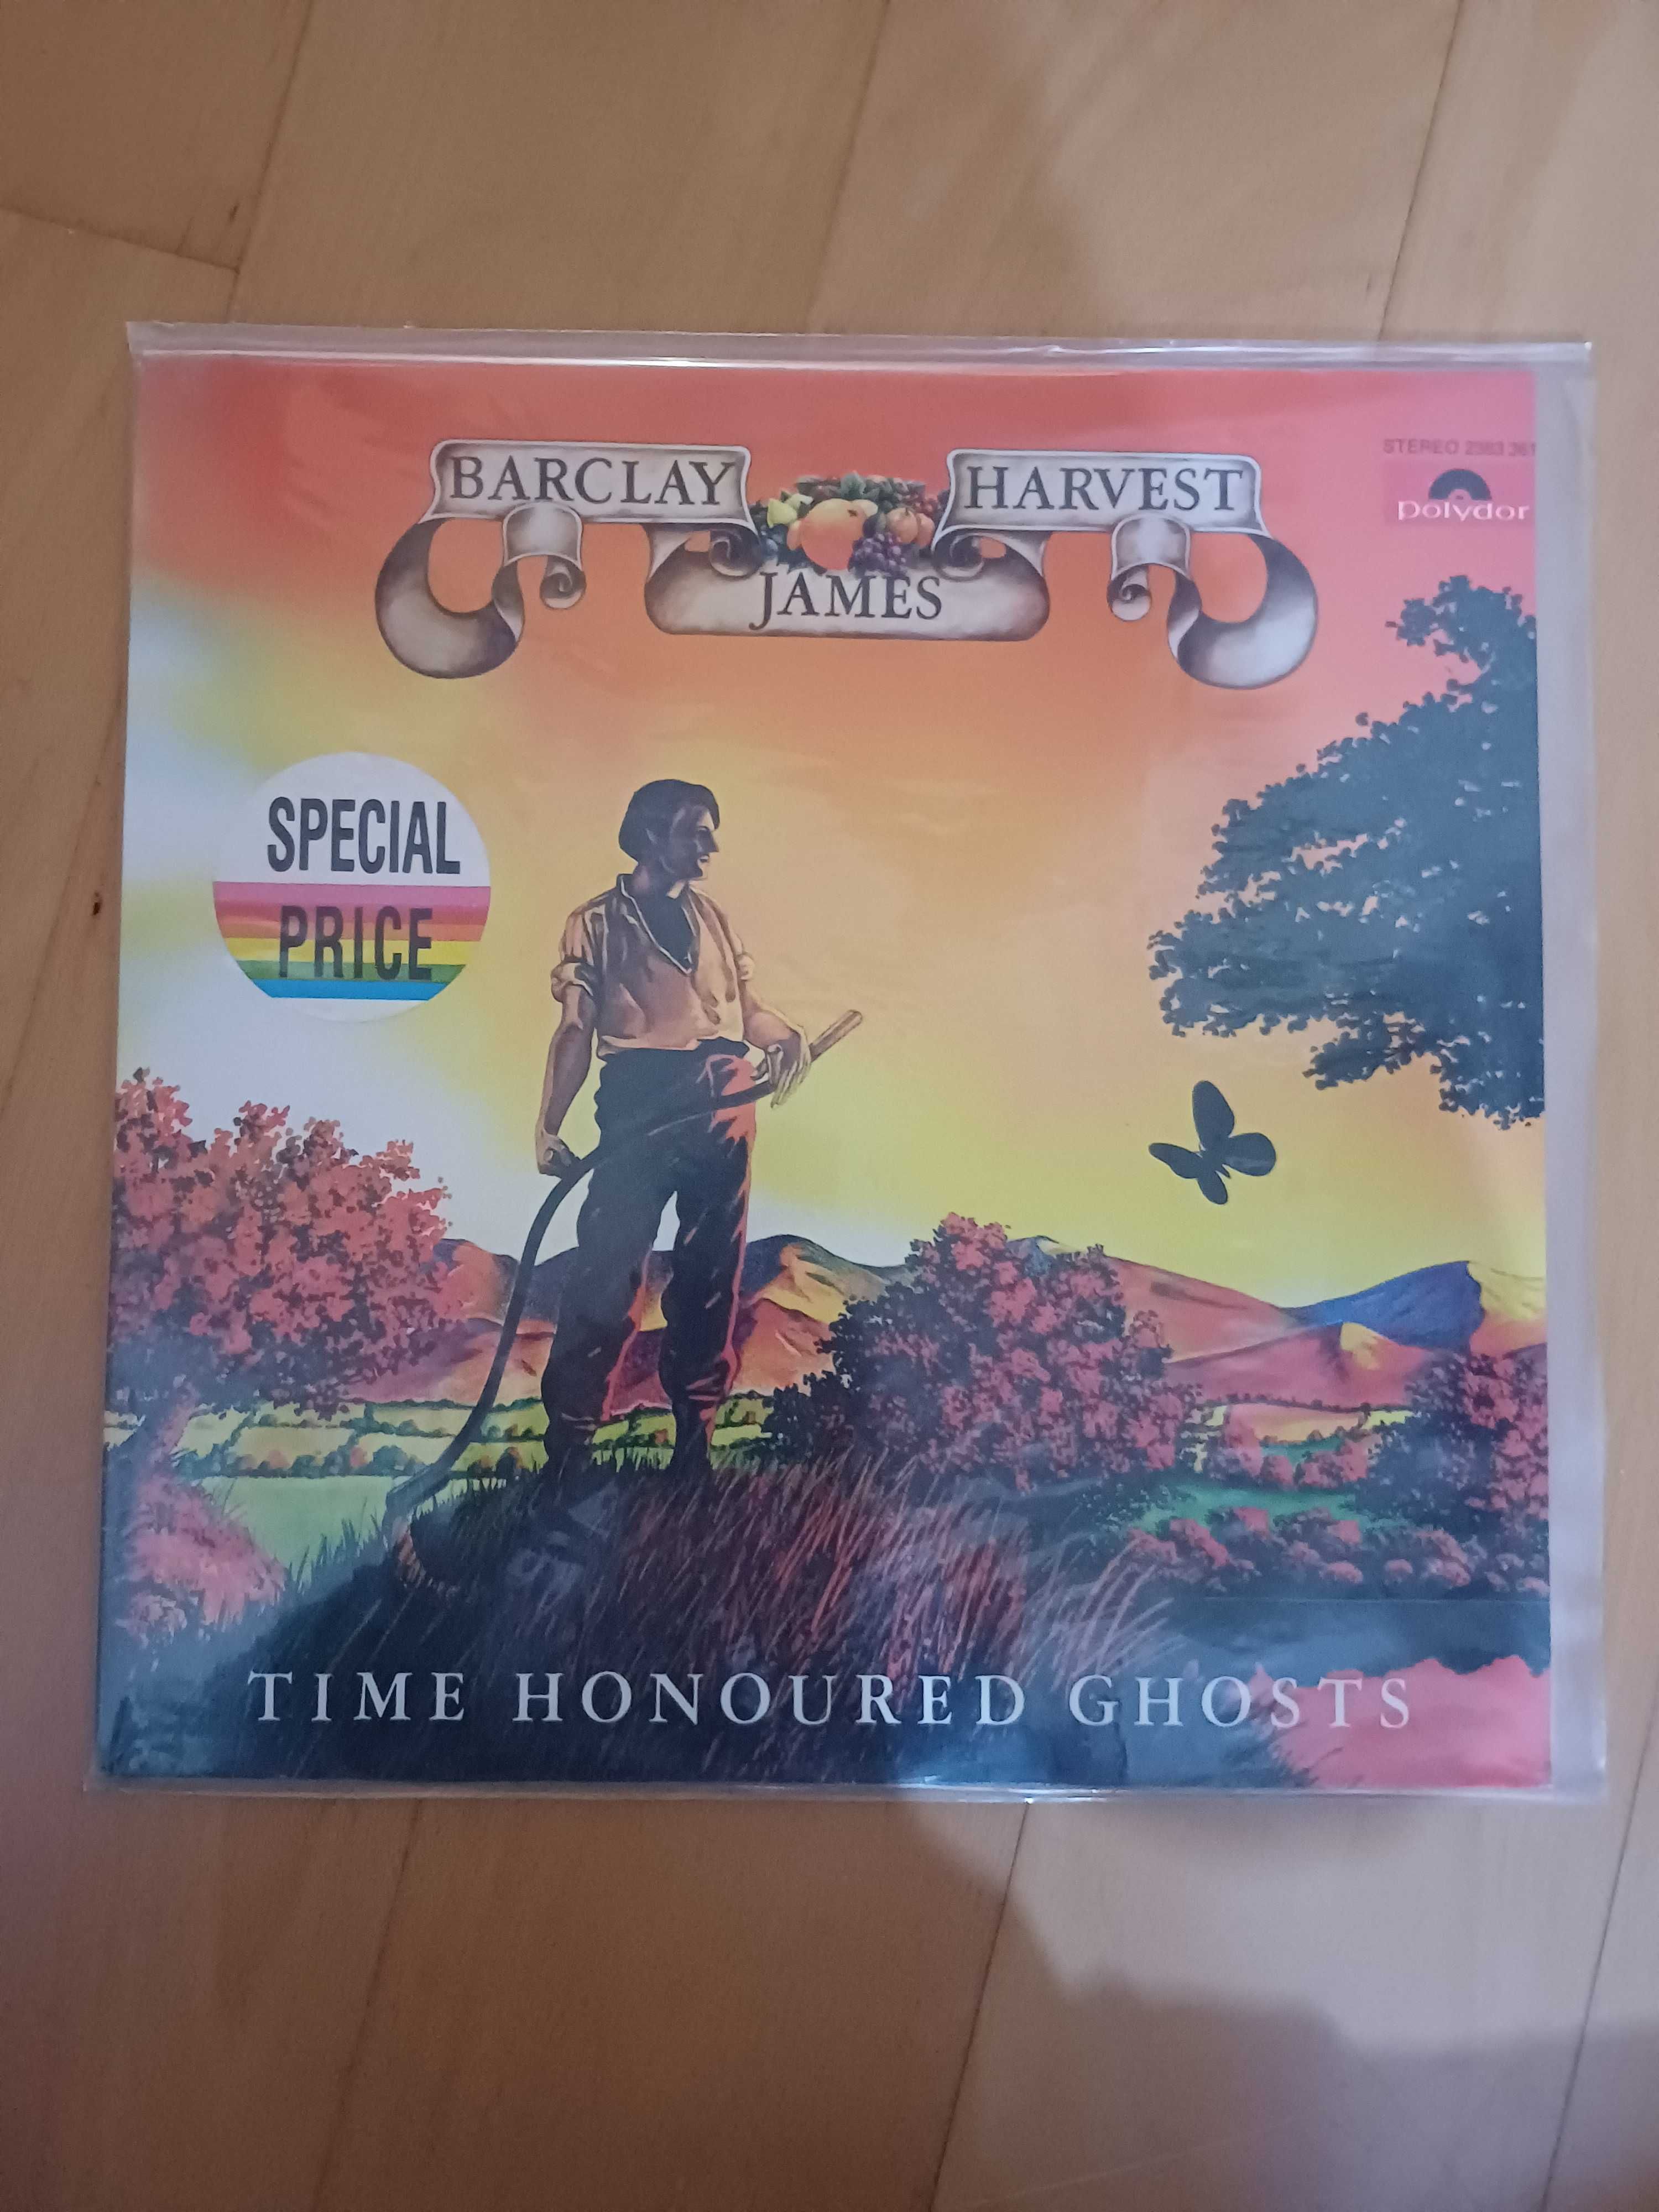 BARCLAY
HARVEST
JAMES
STEREO 2383 361
polydor
SPECIAL
PRICE
TIME HONOURED GHOSTS